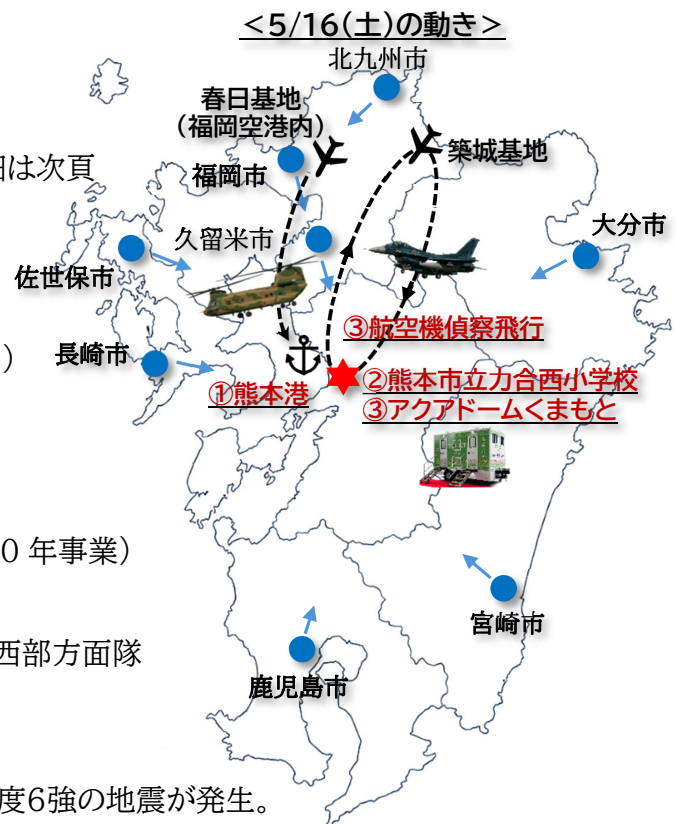 <5/16(土)の動き>
北九州市
春日基地
(福岡空港内)
築城基地
細は次頁
福岡市
久留米市
大分市
佐世保市
③航空機偵察飛行
)
長崎市
①熊本港
②熊本市立力合西小学校
③アクアドームくまもと
0 年事業)
宮崎市
西部方面隊
鹿児島市
度6強の地震が発生。